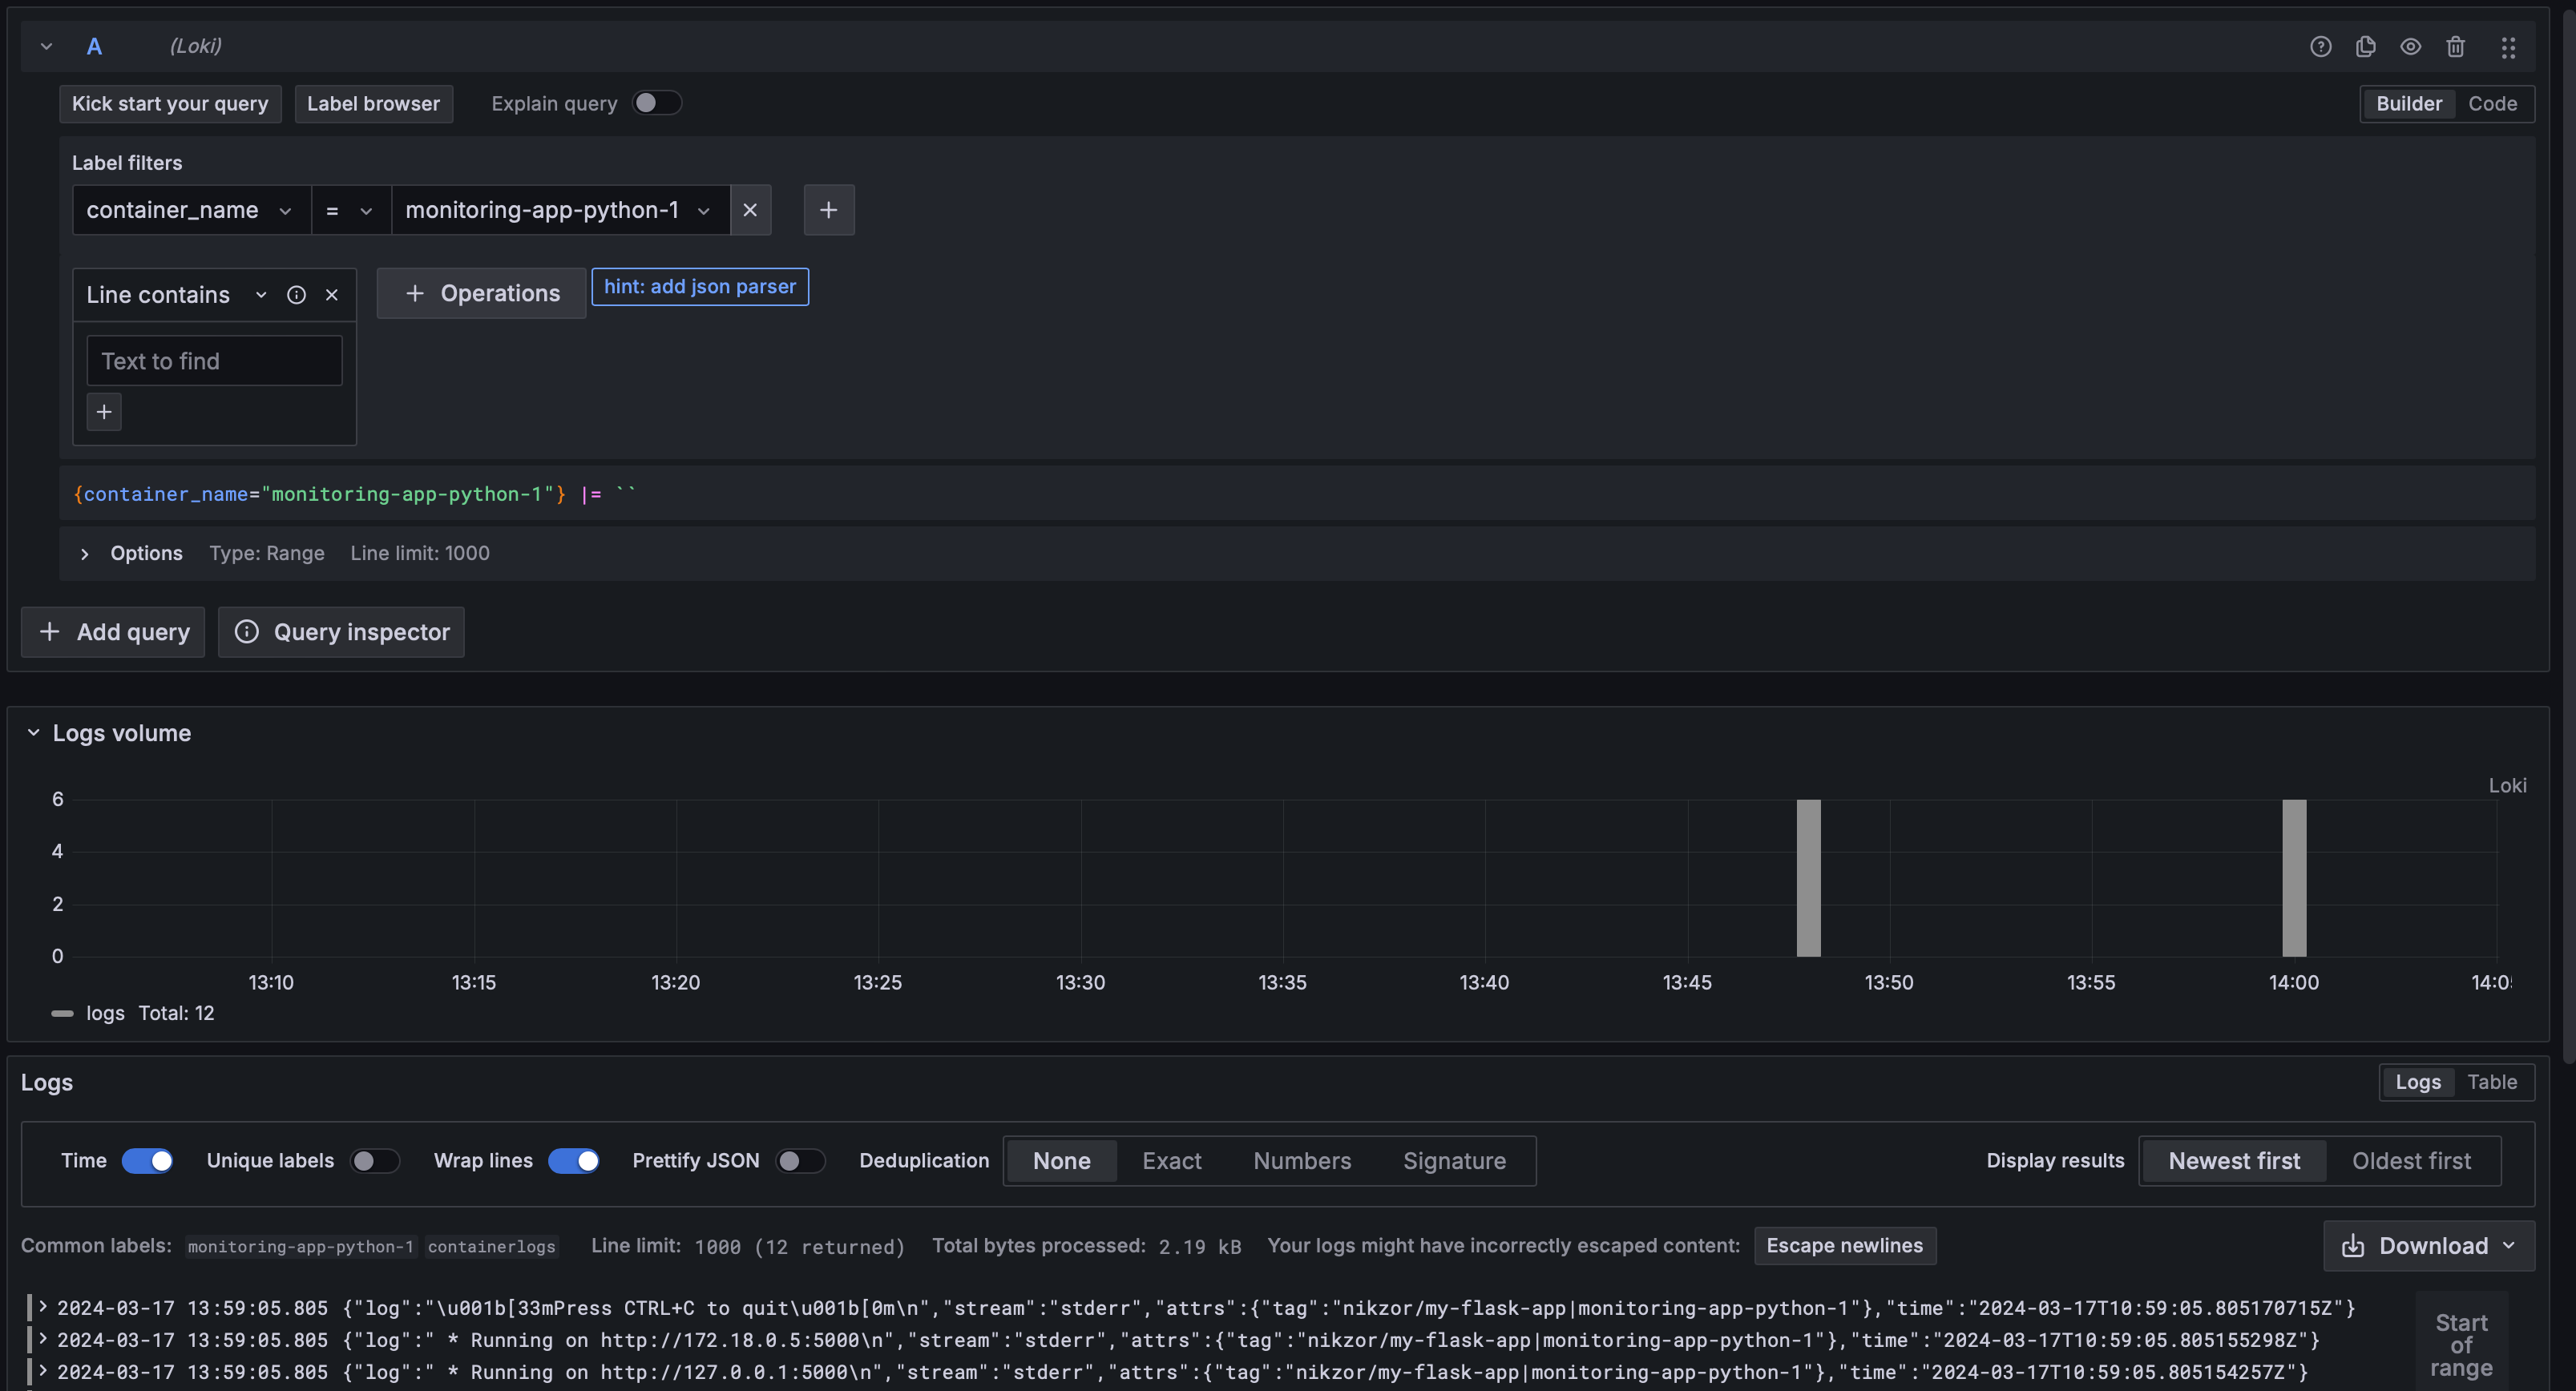 A (Loki)
Kick start your query Label browser Explain query Builder Code
Label filters
container_name = monitoring-app-python-1
Line contains Operations hint: add json parser
Text to find
{container_name="monitoring-app-python-1"} |= ``
Options Type: Range Line limit: 1000
Add query Query inspector
Logs volume
Loki
6
4
2
0
13:10 13:15 13:20 13:25 13:30 13:35 13:40 13:45 13:50 13:55 14:00 14:0
logs Total: 12
Logs Logs Table
Time Unique labels Wrap lines Prettify JSON Deduplication None Exact Numbers Signature Display results Newest first Oldest first
Common labels: monitoring-app-python-1 containerlogs Line limit: 1000 (12 returned) Total bytes processed: 2.19 kB Your logs might have incorrectly escaped content: Escape newlines Download
2024-03-17 13:59:05.805 {"log":"\u001b[33mPress CTRL+C to quit\u001b[0m\n","stream":"stderr","attrs":{"tag":"nikzor/my-flask-app|monitoring-app-python-1"},"time":"2024-03-17T10:59:05.805170715Z"}
2024-03-17 13:59:05.805 {"log":" * Running on http://172.18.0.5:5000\n","stream":"stderr","attrs":{"tag":"nikzor/my-flask-app|monitoring-app-python-1"},"time":"2024-03-17T10:59:05.805155298Z"}
2024-03-17 13:59:05.805 {"log":" * Running on http://127.0.0.1:5000\n","stream":"stderr","attrs":{"tag":"nikzor/my-flask-app|monitoring-app-python-1"},"time":"2024-03-17T10:59:05.805154257Z"}
Start
of
range